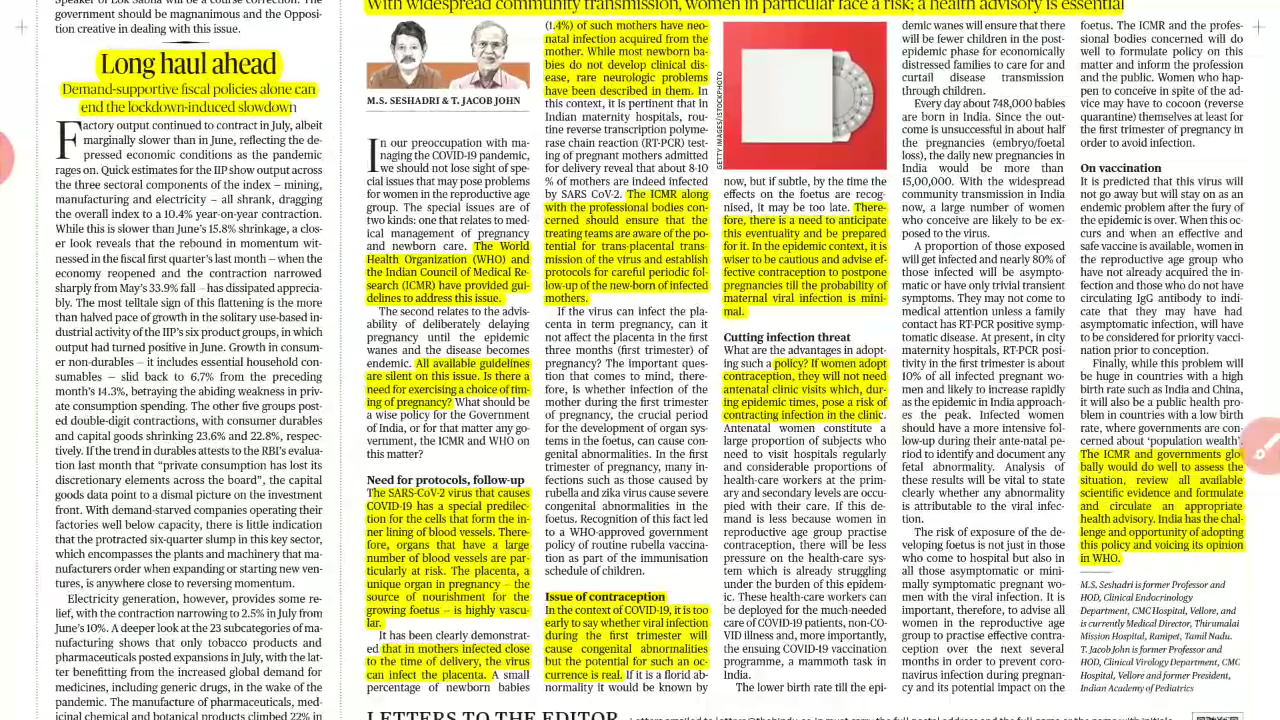 Speaker of Lok Sabha will be a course correction. The
government should be magnanimous and the Opposi-
tion creative in dealing with this issue.
Long haul ahead
Demand-supportive fiscal policies alone can
end the lockdown-induced slowdown
Factory output continued to contract in July, albeit
marginally slower than in June, reflecting the de-
pressed economic conditions as the pandemic
rages on. Quick estimates for the IIP show output across
the three sectoral components of the index — mining,
manufacturing and electricity — all shrank, dragging
the overall index to a 10.4% year-on-year contraction.
While this is slower than June's 15.8% shrinkage, a clos-
er look reveals that the rebound in momentum wit-
nessed in the fiscal first quarter's last month — when the
economy reopened and the contraction narrowed
sharply from May's 33.9% fall — has dissipated apprecia-
bly. The most telltale sign of this flattening is the more
than halved pace of growth in the solitary use-based in-
dustrial activity of the IIP's six product groups, in which
output had turned positive in June. Growth in consum-
er non-durables — it includes essential household con-
sumables — slid back to 6.7% from the preceding
month's 14.3%, betraying the abiding weakness in priv-
ate consumption spending. The other five groups post-
ed double-digit contractions, with consumer durables
and capital goods shrinking 23.6% and 22.8%, respec-
tively. If the trend in durables attests to the RBI's evalua-
tion last month that "private consumption has lost its
discretionary elements across the board", the capital
goods data point to a dismal picture on the investment
front. With demand-starved companies operating their
factories well below capacity, there is little indication
that the protracted six-quarter slump in this key sector,
which encompasses the plants and machinery that ma-
nufacturers order when expanding or starting new ven-
tures, is anywhere close to reversing momentum.
Electricity generation, however, provides some re-
lief, with the contraction narrowing to 2.5% in July from
June's 10%. A deeper look at the 23 subcategories of ma-
nufacturing shows that only tobacco products and
pharmaceuticals posted expansions in July, with the lat-
ter benefitting from the increased global demand for
medicines, including generic drugs, in the wake of the
pandemic. The manufacture of pharmaceuticals, med-
icinal chemical and botanical products climbed 22% in
With widespread community transmission, women in particular face a risk; a health advisory is essential
M.S. SESHADRI & T. JACOB JOHN
In our preoccupation with ma-
naging the COVID-19 pandemic,
we should not lose sight of spe-
cial issues that may pose problems
for women in the reproductive age
group. The special issues are of
two kinds: one that relates to med-
ical management of pregnancy
and newborn care. The World
Health Organization (WHO) and
the Indian Council of Medical Re-
search (ICMR) have provided gui-
delines to address this issue.
The second relates to the advis-
ability of deliberately delaying
pregnancy until the epidemic
wanes and the disease becomes
endemic. All available guidelines
are silent on this issue. Is there a
need for exercising a choice of tim-
ing of pregnancy? What should be
a wise policy for the Government
of India, or for that matter any go-
vernment, the ICMR and WHO on
this matter?
Need for protocols, follow-up
The SARS-CoV-2 virus that causes
COVID-19 has a special predilec-
tion for the cells that form the in-
ner lining of blood vessels. There-
fore, organs that have a large
number of blood vessels are par-
ticularly at risk. The placenta, a
unique organ in pregnancy — the
source of nourishment for the
growing foetus — is highly vascu-
lar.
It has been clearly demonstrat-
ed that in mothers infected close
to the time of delivery, the virus
can infect the placenta. A small
percentage of newborn babies
(1.4%) of such mothers have neo-
natal infection acquired from the
mother. While most newborn ba-
bies do not develop clinical dis-
ease, rare neurologic problems
have been described in them. In
this context, it is pertinent that in
Indian maternity hospitals, rou-
tine reverse transcription polyme-
rase chain reaction (RT-PCR) test-
ing of pregnant mothers admitted
for delivery reveal that about 8-10
% of mothers are indeed infected
by SARS CoV-2. The ICMR along
with the professional bodies con-
cerned should ensure that the
treating teams are aware of the po-
tential for trans-placental trans-
mission of the virus and establish
protocols for careful periodic fol-
low-up of the new-born of infected
mothers.
If the virus can infect the pla-
centa in term pregnancy, can it
not affect the placenta in the first
three months (first trimester) of
pregnancy? The important ques-
tion that comes to mind, there-
fore, is whether infection of the
mother during the first trimester
of pregnancy, the crucial period
for the development of organ sys-
tems in the foetus, can cause con-
genital abnormalities. In the first
trimester of pregnancy, many in-
fections such as those caused by
rubella and zika virus cause severe
congenital abnormalities in the
foetus. Recognition of this fact led
to a WHO-approved government
policy of routine rubella vaccina-
tion as part of the immunisation
schedule of children.
Issue of contraception
In the context of COVID-19, it is too
early to say whether viral infection
during the first trimester will
cause congenital abnormalities
but the potential for such an oc-
currence is real. If it is a florid ab-
normality it would be known by
GETTY IMAGES/ISTOCKPHOTO
now, but if subtle, by the time the
effects on the foetus are recog-
nised, it may be too late. There-
fore, there is a need to anticipate
this eventuality and be prepared
for it. In the epidemic context, it is
wiser to be cautious and advise ef-
fective contraception to postpone
pregnancies till the probability of
maternal viral infection is mini-
mal.
Cutting infection threat
What are the advantages in adopt-
ing such a policy? If women adopt
contraception, they will not need
antenatal clinic visits which, dur-
ing epidemic times, pose a risk of
contracting infection in the clinic.
Antenatal women constitute a
large proportion of subjects who
need to visit hospitals regularly
and considerable proportions of
health-care workers at the prim-
ary and secondary levels are occu-
pied with their care. If this de-
mand is less because women in
reproductive age group practise
contraception, there will be less
pressure on the health-care sys-
tem which is already struggling
under the burden of this epidem-
ic. These health-care workers can
be deployed for the much-needed
care of COVID-19 patients, non-CO-
VID illness and, more importantly,
the ensuing COVID-19 vaccination
programme, a mammoth task in
India.
The lower birth rate till the epi-
demic wanes will ensure that there
will be fewer children in the post-
epidemic phase for economically
distressed families to care for and
curtail disease transmission
through children.
Every day about 748,000 babies
are born in India. Since the out-
come is unsuccessful in about half
the pregnancies (embryo/foetal
loss), the daily new pregnancies in
India would be more than
15,00,000. With the widespread
community transmission in India
now, a large number of women
who conceive are likely to be ex-
posed to the virus.
A proportion of those exposed
will get infected and nearly 80% of
those infected will be asympto-
matic or have only trivial transient
symptoms. They may not come to
medical attention unless a family
contact has RT-PCR positive symp-
tomatic disease. At present, in city
maternity hospitals, RT-PCR posi-
tivity in the first trimester is about
10% of all infected pregnant wo-
men and likely to increase rapidly
as the epidemic in India approach-
es the peak. Infected women
should have a more intensive fol-
low-up during their ante-natal pe-
riod to identify and document any
fetal abnormality. Analysis of
these results will be vital to state
clearly whether any abnormality
is attributable to the viral infec-
tion.
The risk of exposure of the de-
veloping foetus is not just in those
who come to hospital but also in
all those asymptomatic or mini-
mally symptomatic pregnant wo-
men with the viral infection. It is
important, therefore, to advise all
women in the reproductive age
group to practise effective contra-
ception over the next several
months in order to prevent coro-
navirus infection during pregnan-
cy and its potential impact on the
foetus. The ICMR and the profes-
sional bodies concerned will do
well to formulate policy on this
matter and inform the profession
and the public. Women who hap-
pen to conceive in spite of the ad-
vice may have to cocoon (reverse
quarantine) themselves at least for
the first trimester of pregnancy in
order to avoid infection.
On vaccination
It is predicted that this virus will
not go away but will stay on as an
endemic problem after the fury of
the epidemic is over. When this oc-
curs and when an effective and
safe vaccine is available, women in
the reproductive age group who
have not already acquired the in-
fection and those who do not have
circulating IgG antibody to indi-
cate that they may have had
asymptomatic infection, will have
to be considered for priority vacci-
nation prior to conception.
Finally, while this problem will
be huge in countries with a high
birth rate such as India and China,
it will also be a public health pro-
blem in countries with a low birth
rate, where governments are con-
cerned about 'population wealth'.
The ICMR and governments glo-
bally would do well to assess the
situation, review all available
scientific evidence and formulate
and circulate an appropriate
health advisory. India has the chal-
lenge and opportunity of adopting
this policy and voicing its opinion
in WHO.
M.S. Seshadri is former Professor and
HOD, Clinical Endocrinology
Department, CMC Hospital, Vellore, and
is currently Medical Director, Thirumalai
Mission Hospital, Ranipet, Tamil Nadu.
T. Jacob John is former Professor and
HOD, Clinical Virology Department, CMC
Hospital, Vellore and former President,
Indian Academy of Pediatrics
LETTERS TO THE EDITOR